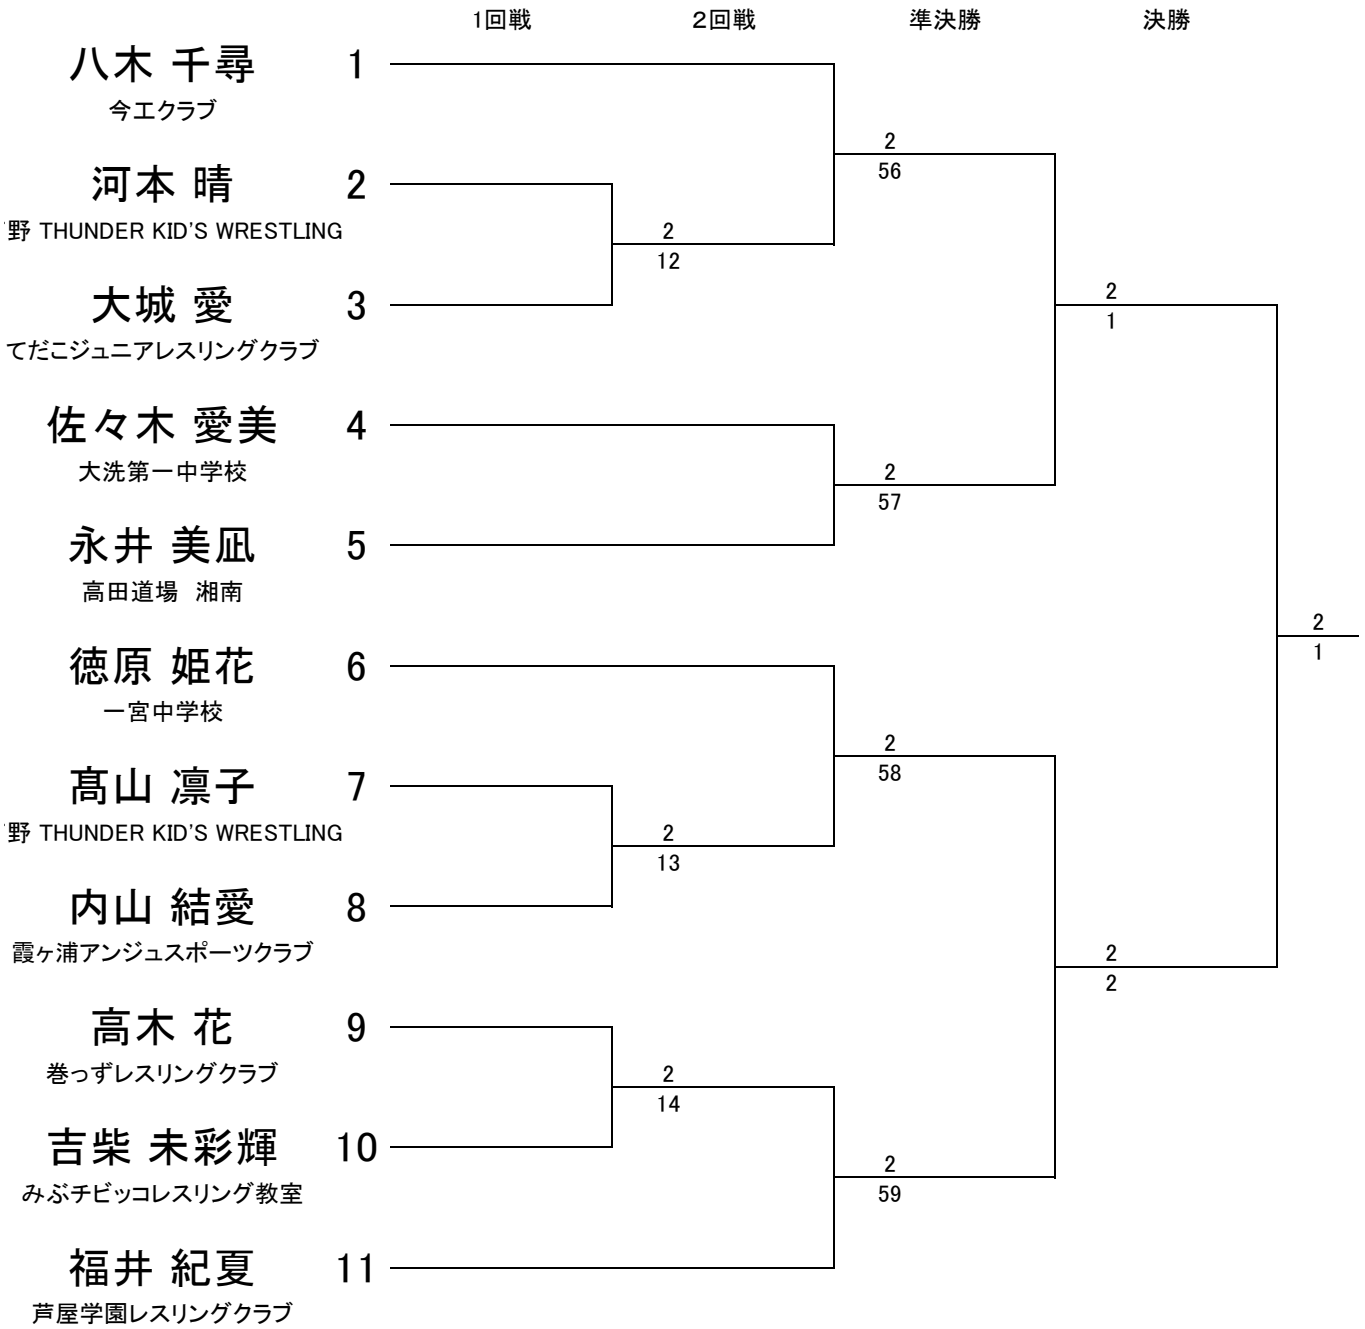 1回戦 2回戦 準決勝 決勝
八木 千尋 1
今工クラブ
2
56
河本 晴 2
野 THUNDER KID'S WRESTLING
2
12
大城 愛 3
てだこジュニアレスリングクラブ
2
1
佐々木 愛美 4
大洗第一中学校
2
57
永井 美凪 5
高田道場 湘南
2
1
徳原 姫花 6
一宮中学校
2
58
髙山 凛子 7
野 THUNDER KID'S WRESTLING
2
13
内山 結愛 8
霞ヶ浦アンジュスポーツクラブ
2
2
高木 花 9
巻っずレスリングクラブ
2
14
吉柴 未彩輝 10
みぶチビッコレスリング教室
2
59
福井 紀夏 11
芦屋学園レスリングクラブ